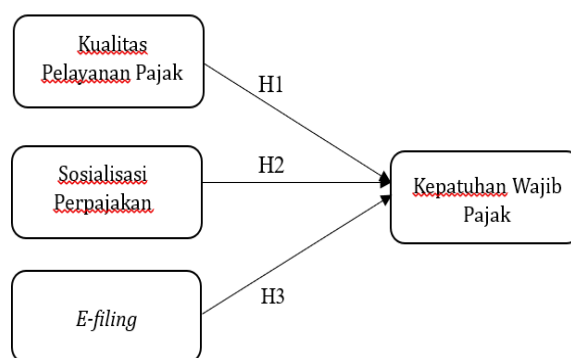 Kualitas
Pelayanan Pajak
H1
Sosialisasi
Perpajakan
H2
Kepatuhan Wajib
Pajak
E-filing
H3